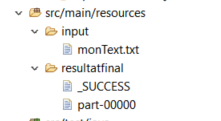 src/main/resources
input
monText.txt
resultatfinal
_SUCCESS
part-00000